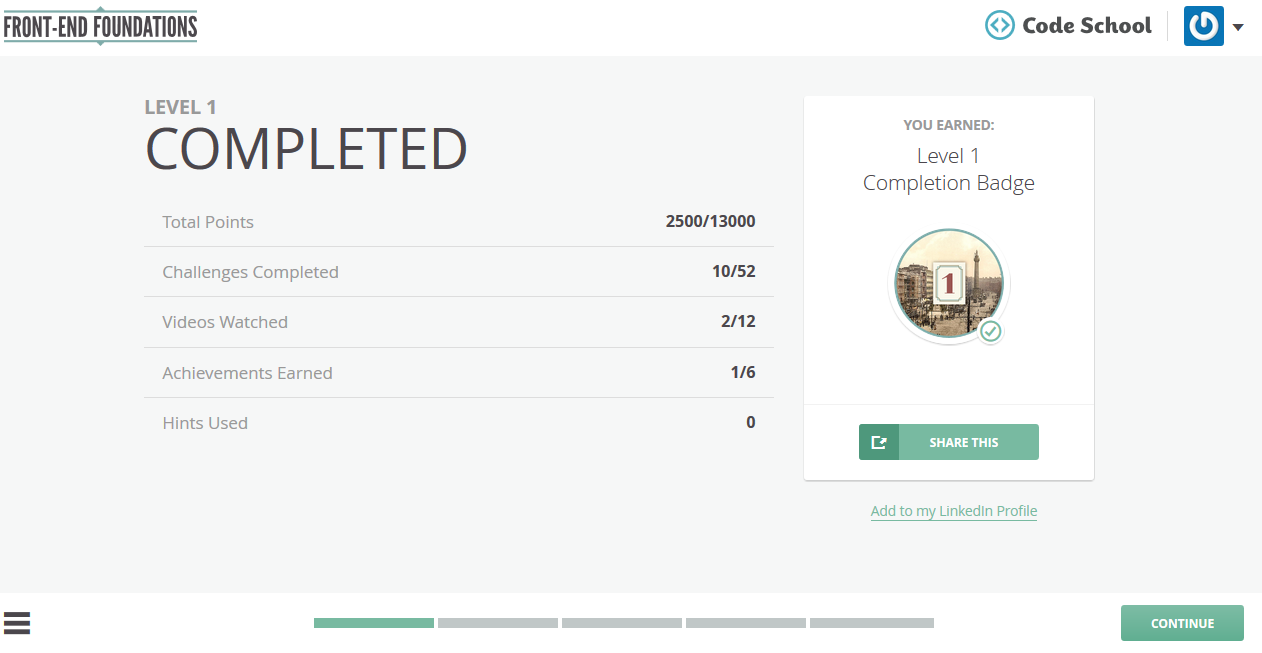 FRONT-END FOUNDATIONS
Code School
LEVEL 1
COMPLETED
Total Points 2500/13000
Challenges Completed 10/52
Videos Watched 2/12
Achievements Earned 1/6
Hints Used 0
YOU EARNED:
Level 1
Completion Badge
1
SHARE THIS
Add to my LinkedIn Profile
CONTINUE